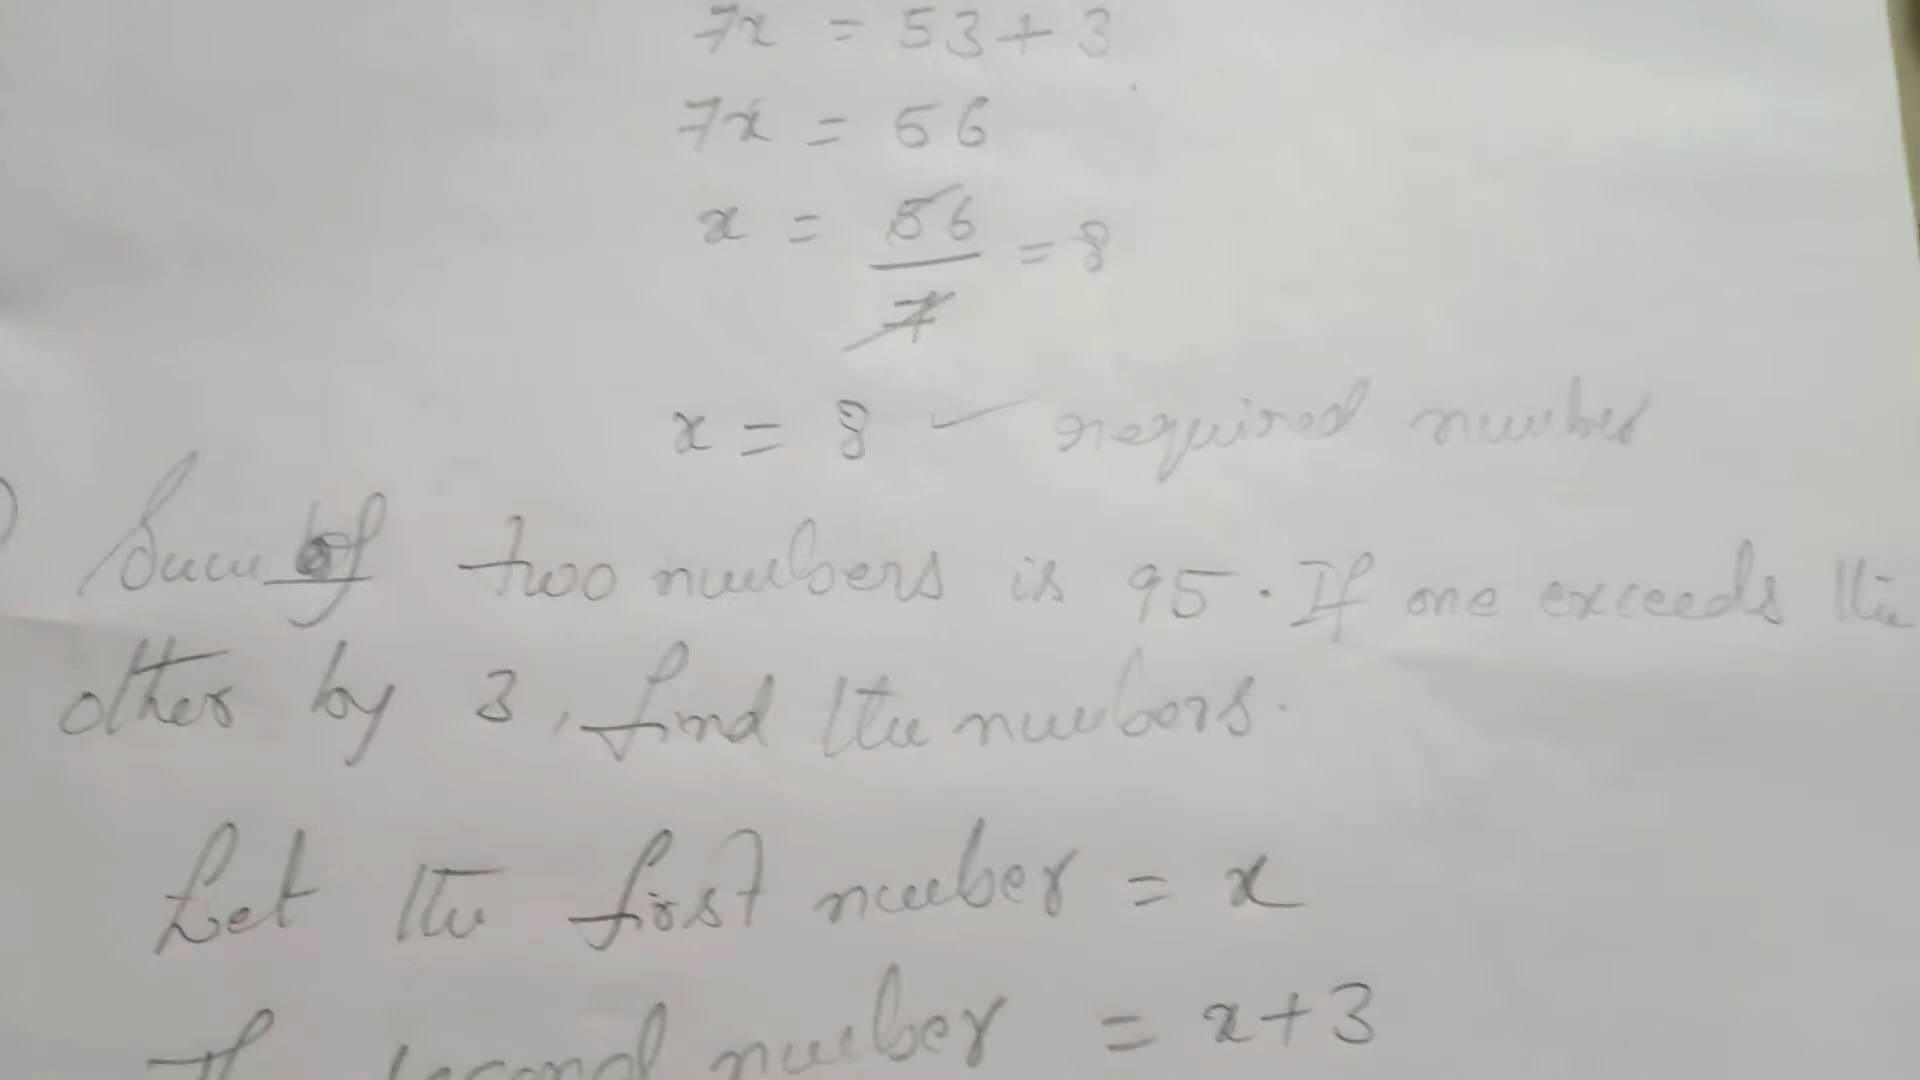 7x = 53 + 3
7x = 56
x = 56/7 = 8
x = 8 required number
) Sum of two numbers is 95. If one exceeds the
other by 3, find the numbers.
Let the first number = x
second number = x + 3